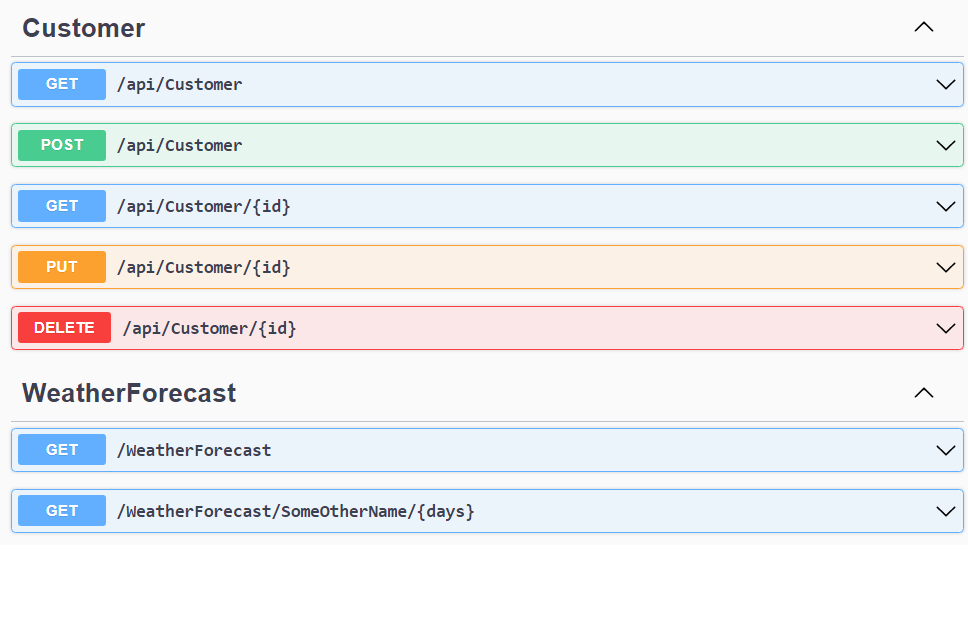 Customer
GET /api/Customer
POST /api/Customer
GET /api/Customer/{id}
PUT /api/Customer/{id}
DELETE /api/Customer/{id}
WeatherForecast
GET /WeatherForecast
GET /WeatherForecast/SomeOtherName/{days}